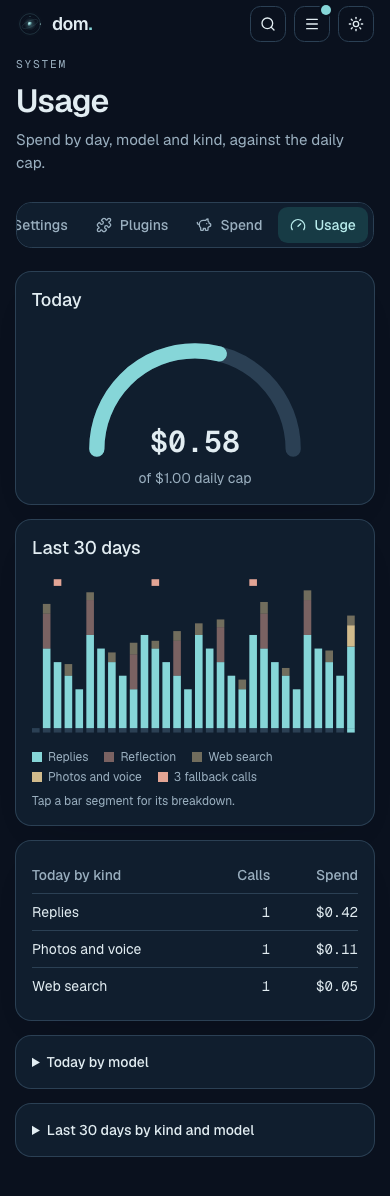 dom.
SYSTEM
Usage
Spend by day, model and kind, against the daily
cap.
Settings Plugins Spend Usage
Today
$0.58
of $1.00 daily cap
Last 30 days
Replies Reflection Web search
Photos and voice 3 fallback calls
Tap a bar segment for its breakdown.
Today by kind Calls Spend
Replies 1 $0.42
Photos and voice 1 $0.11
Web search 1 $0.05
Today by model
Last 30 days by kind and model